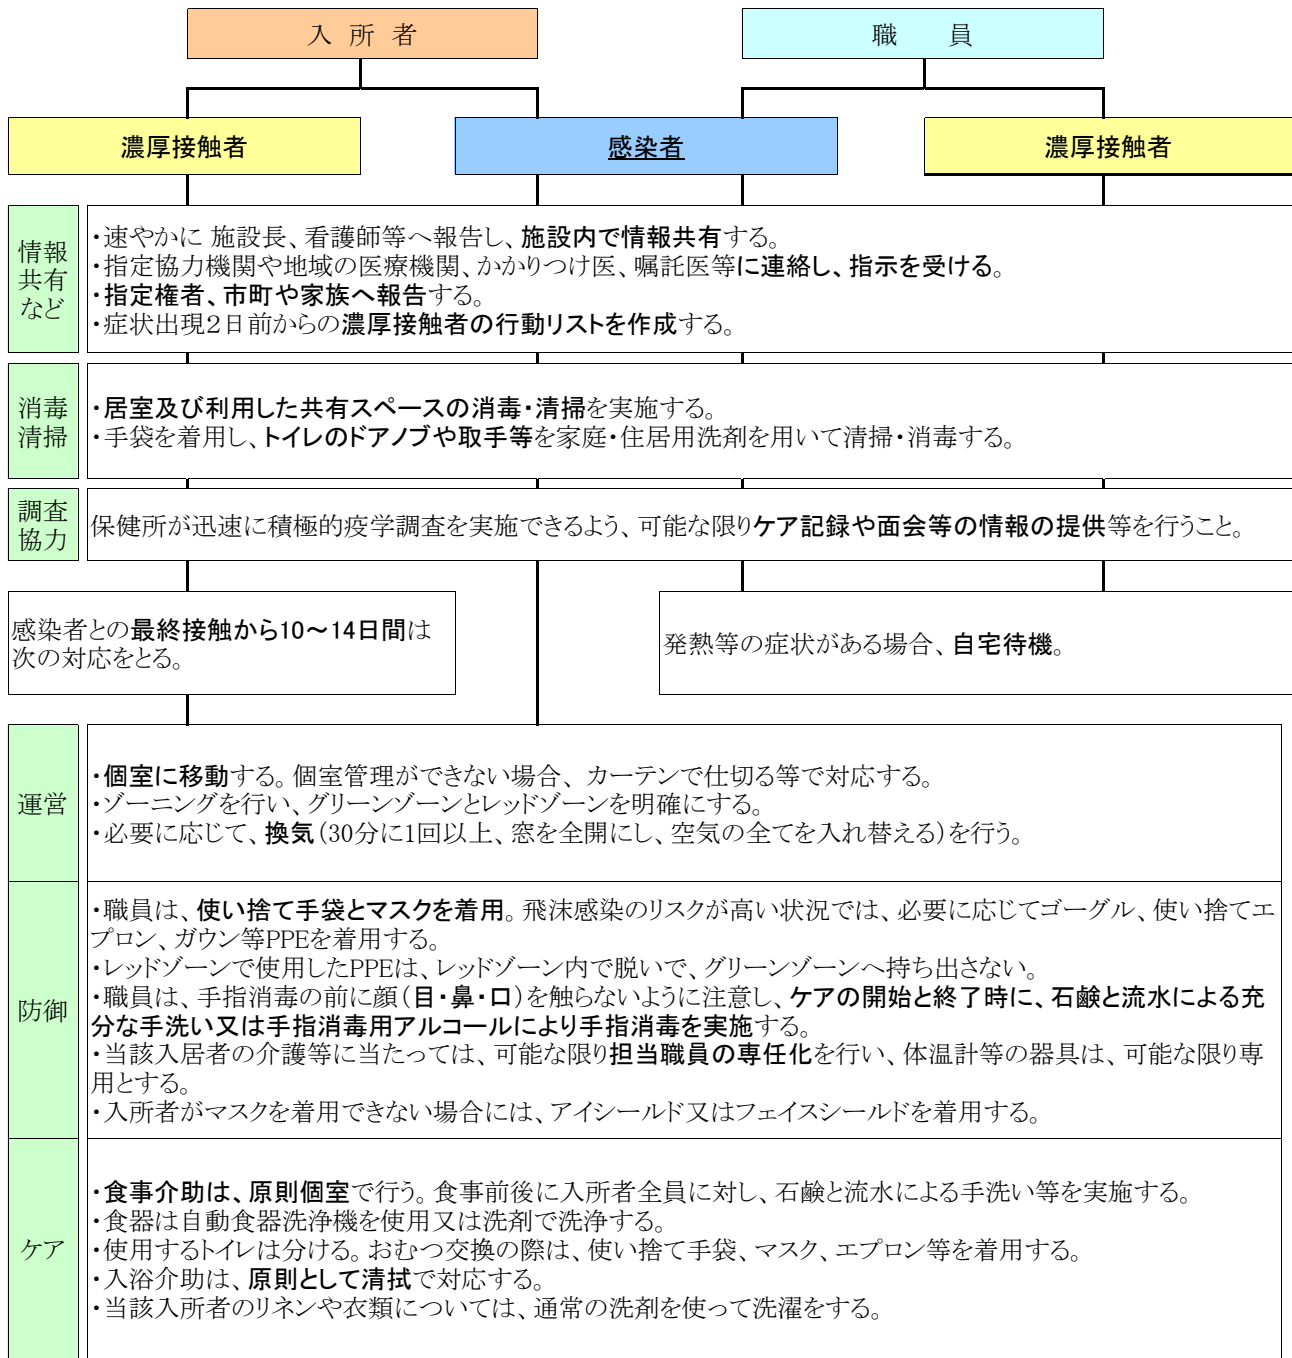 入 所 者
職　　員
濃厚接触者
感染者
濃厚接触者
情報
共有
など
・速やかに 施設長、看護師等へ報告し、施設内で情報共有する。
・指定協力機関や地域の医療機関、かかりつけ医、嘱託医等に連絡し、指示を受ける。
・指定権者、市町や家族へ報告する。
・症状出現２日前からの濃厚接触者の行動リストを作成する。
消毒
清掃
・居室及び利用した共有スペースの消毒・清掃を実施する。
・手袋を着用し、トイレのドアノブや取手等を家庭・住居用洗剤を用いて清掃・消毒する。
調査
協力
保健所が迅速に積極的疫学調査を実施できるよう、可能な限りケア記録や面会等の情報の提供等を行うこと。
感染者との最終接触から10～14日間は
次の対応をとる。
発熱等の症状がある場合、自宅待機。
運営
・個室に移動する。個室管理ができない場合、カーテンで仕切る等で対応する。
・ゾーニングを行い、グリーンゾーンとレッドゾーンを明確にする。
・必要に応じて、換気（30分に1回以上、窓を全開にし、空気の全てを入れ替える）を行う。
防御
・職員は、使い捨て手袋とマスクを着用。飛沫感染のリスクが高い状況では、必要に応じてゴーグル、使い捨てエ
プロン、ガウン等PPEを着用する。
・レッドゾーンで使用したPPEは、レッドゾーン内で脱いで、グリーンゾーンへ持ち出さない。
・職員は、手指消毒の前に顔（目・鼻・口）を触らないように注意し、ケアの開始と終了時に、石鹸と流水による充
分な手洗い又は手指消毒用アルコールにより手指消毒を実施する。
・当該入居者の介護等に当たっては、可能な限り担当職員の専任化を行い、体温計等の器具は、可能な限り専
用とする。
・入所者がマスクを着用できない場合には、アイシールド又はフェイスシールドを着用する。
ケア
・食事介助は、原則個室で行う。食事前後に入所者全員に対し、石鹸と流水による手洗い等を実施する。
・食器は自動食器洗浄機を使用又は洗剤で洗浄する。
・使用するトイレは分ける。おむつ交換の際は、使い捨て手袋、マスク、エプロン等を着用する。
・入浴介助は、原則として清拭で対応する。
・当該入所者のリネンや衣類については、通常の洗剤を使って洗濯をする。